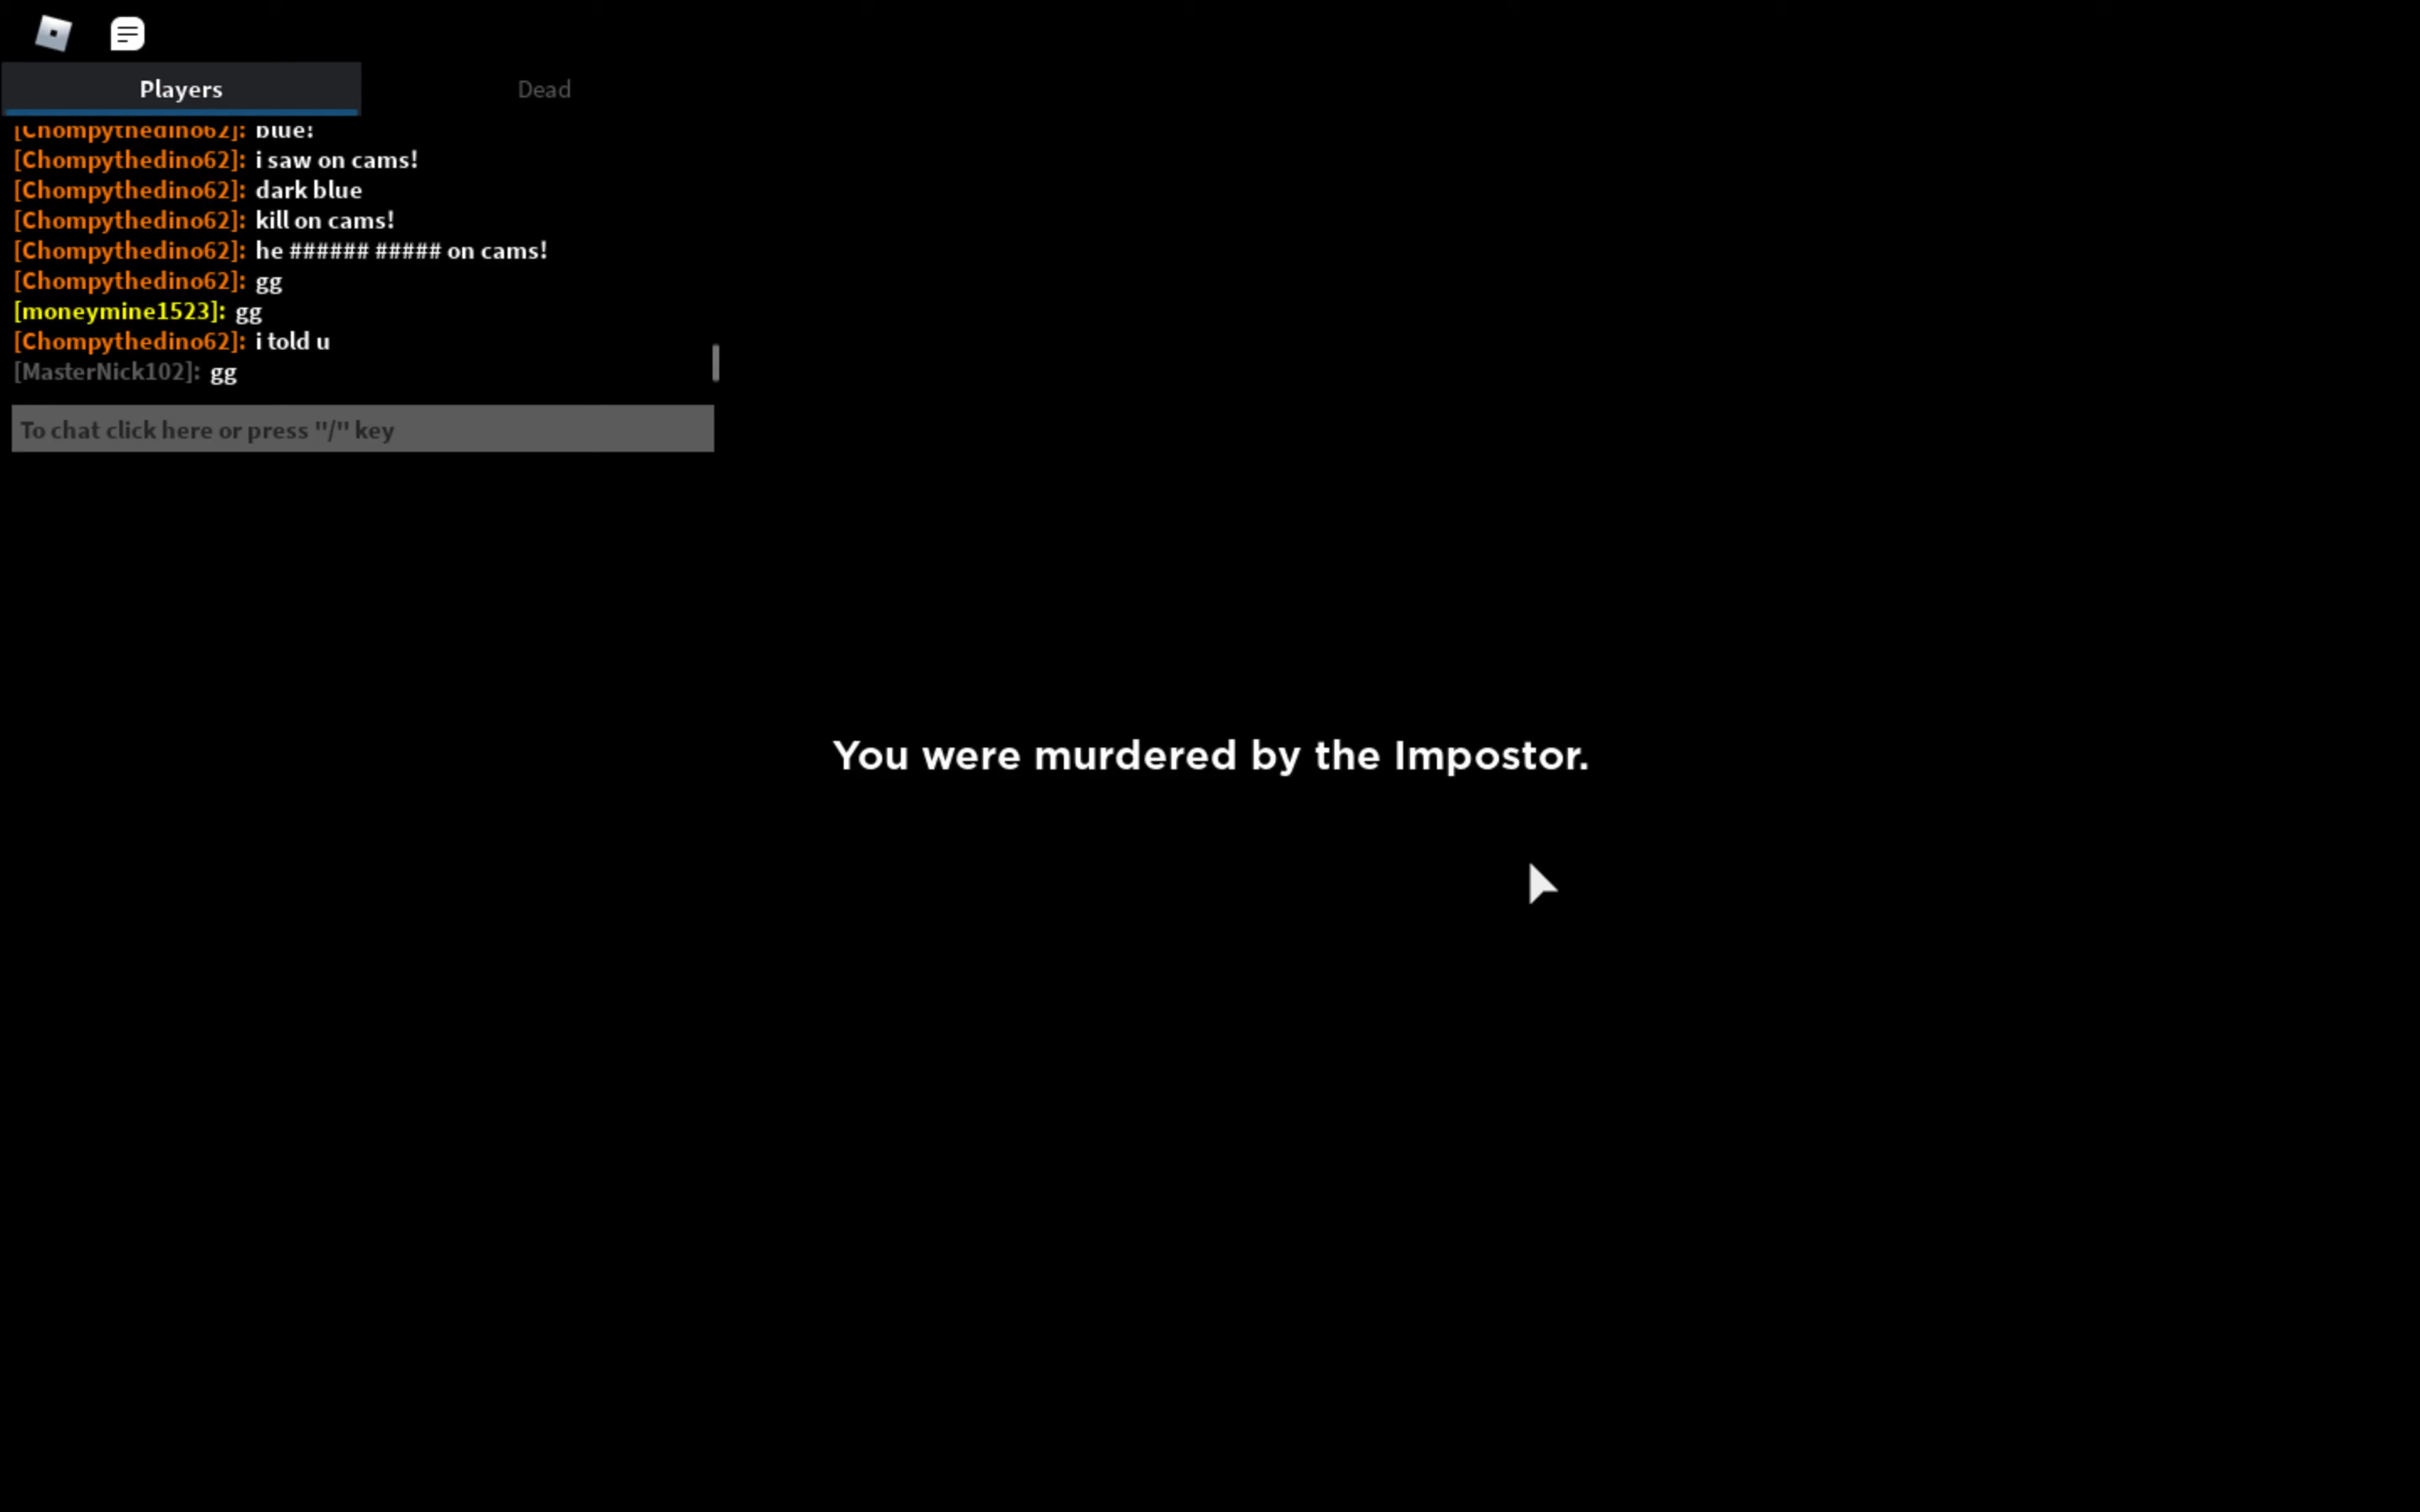 Players
Dead
[Chompythedino62]: blue!
[Chompythedino62]: i saw on cams!
[Chompythedino62]: dark blue
[Chompythedino62]: kill on cams!
[Chompythedino62]: he ###### ##### on cams!
[Chompythedino62]: gg
[moneymine1523]: gg
[Chompythedino62]: i told u
[MasterNick102]: gg
To chat click here or press "/" key
You were murdered by the Impostor.